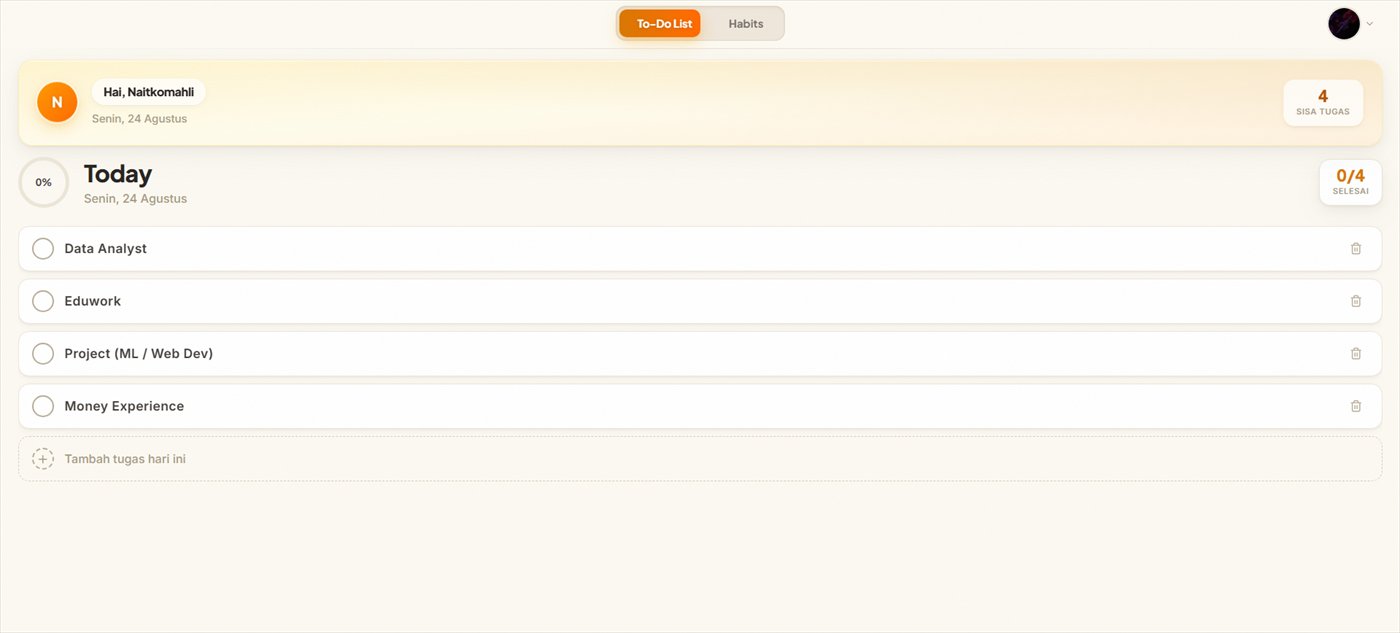 To-Do List
Habits
N
Hai, Naitkomahli
Senin, 24 Agustus
4
SISA TUGAS
0%
Today
Senin, 24 Agustus
0/4
SELESAI
Data Analyst
Eduwork
Project (ML / Web Dev)
Money Experience
Tambah tugas hari ini